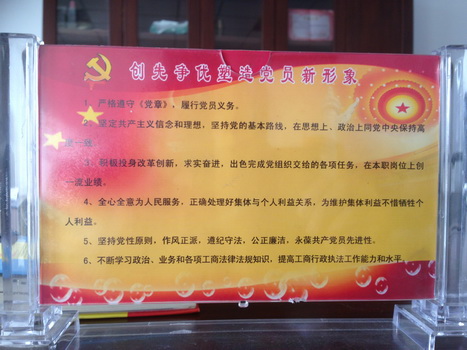 创先争优塑造党员新形象
1、严格遵守《党章》，履行党员义务。
2、坚定共产主义信念和理想，坚持党的基本路线，在思想上、政治上同党中央保持高
度一致。
3、积极投身改革创新，求实奋进，出色完成党组织交给的各项任务，在本职岗位上创
一流业绩。
4、全心全意为人民服务，正确处理好集体与个人利益关系，为维护集体利益不惜牺牲个
人利益。
5、坚持党性原则，作风正派，遵纪守法，公正廉洁，永葆共产党员先进性。
6、不断学习政治、业务和各项工商法律法规知识，提高工商行政执法工作能力和水平。